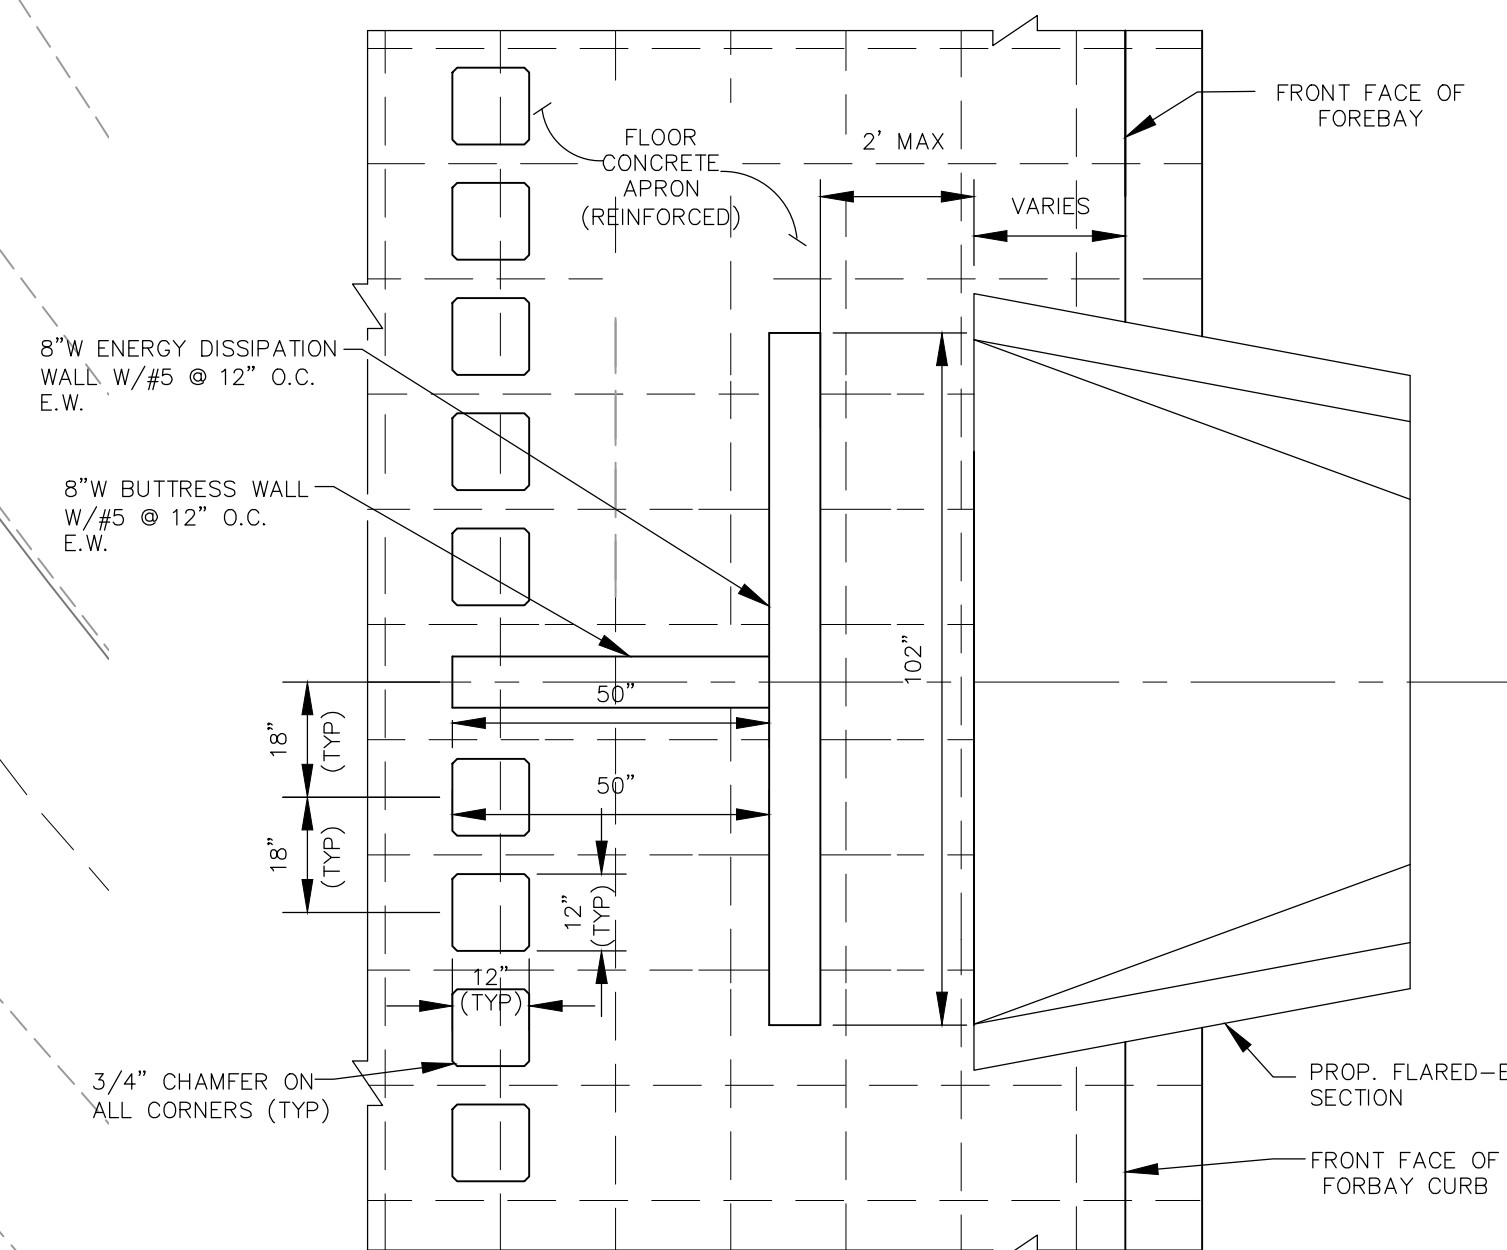 FRONT FACE OF
FOREBAY
2' MAX
FLOOR
CONCRETE
APRON
(REINFORCED)
VARIES
8"W ENERGY DISSIPATION
WALL W/#5 @ 12" O.C.
E.W.
8"W BUTTRESS WALL
W/#5 @ 12" O.C.
E.W.
102"
50"
18"
(TYP)
50"
18"
(TYP)
12"
(TYP)
12"
(TYP)
3/4" CHAMFER ON
ALL CORNERS (TYP)
PROP. FLARED-E
SECTION
FRONT FACE OF
FORBAY CURB